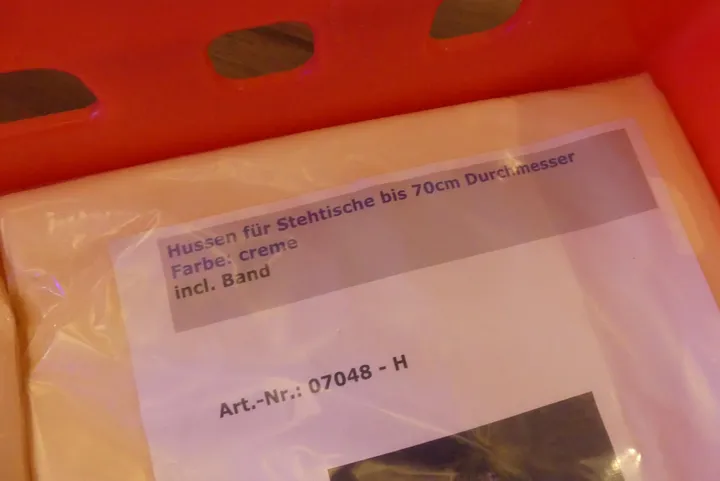 Hussen für Stehtische bis 70cm Durchmesser
Farbe: creme
incl. Band
Art.-Nr.: 07048 - H